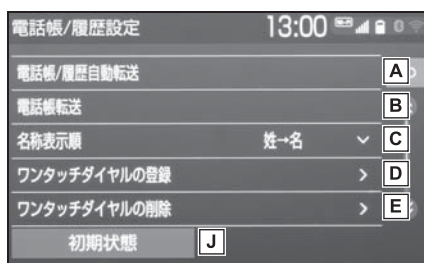 電話帳/履歴設定 13:00
電話帳/履歴自動転送 A
電話帳転送 B
名称表示順 姓→名 C
ワンタッチダイヤルの登録 D
ワンタッチダイヤルの削除 E
初期状態 J